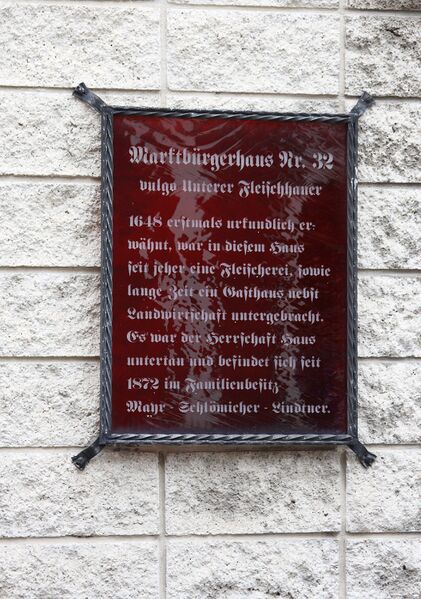 Marktbürgerhaus Nr. 32
vulgo Unterer Fleischhauer
1648 erstmals urkundlich er-
wähnt, war in diesem Haus
seit jeher eine Fleischerei, sowie
lange Zeit ein Gasthaus nebst
Landwirtschaft untergebracht.
Es war der Herrschaft Haus
untertan und befindet sich seit
1872 im Familienbesitz
Mayr - Schlömicher - Lindtner.